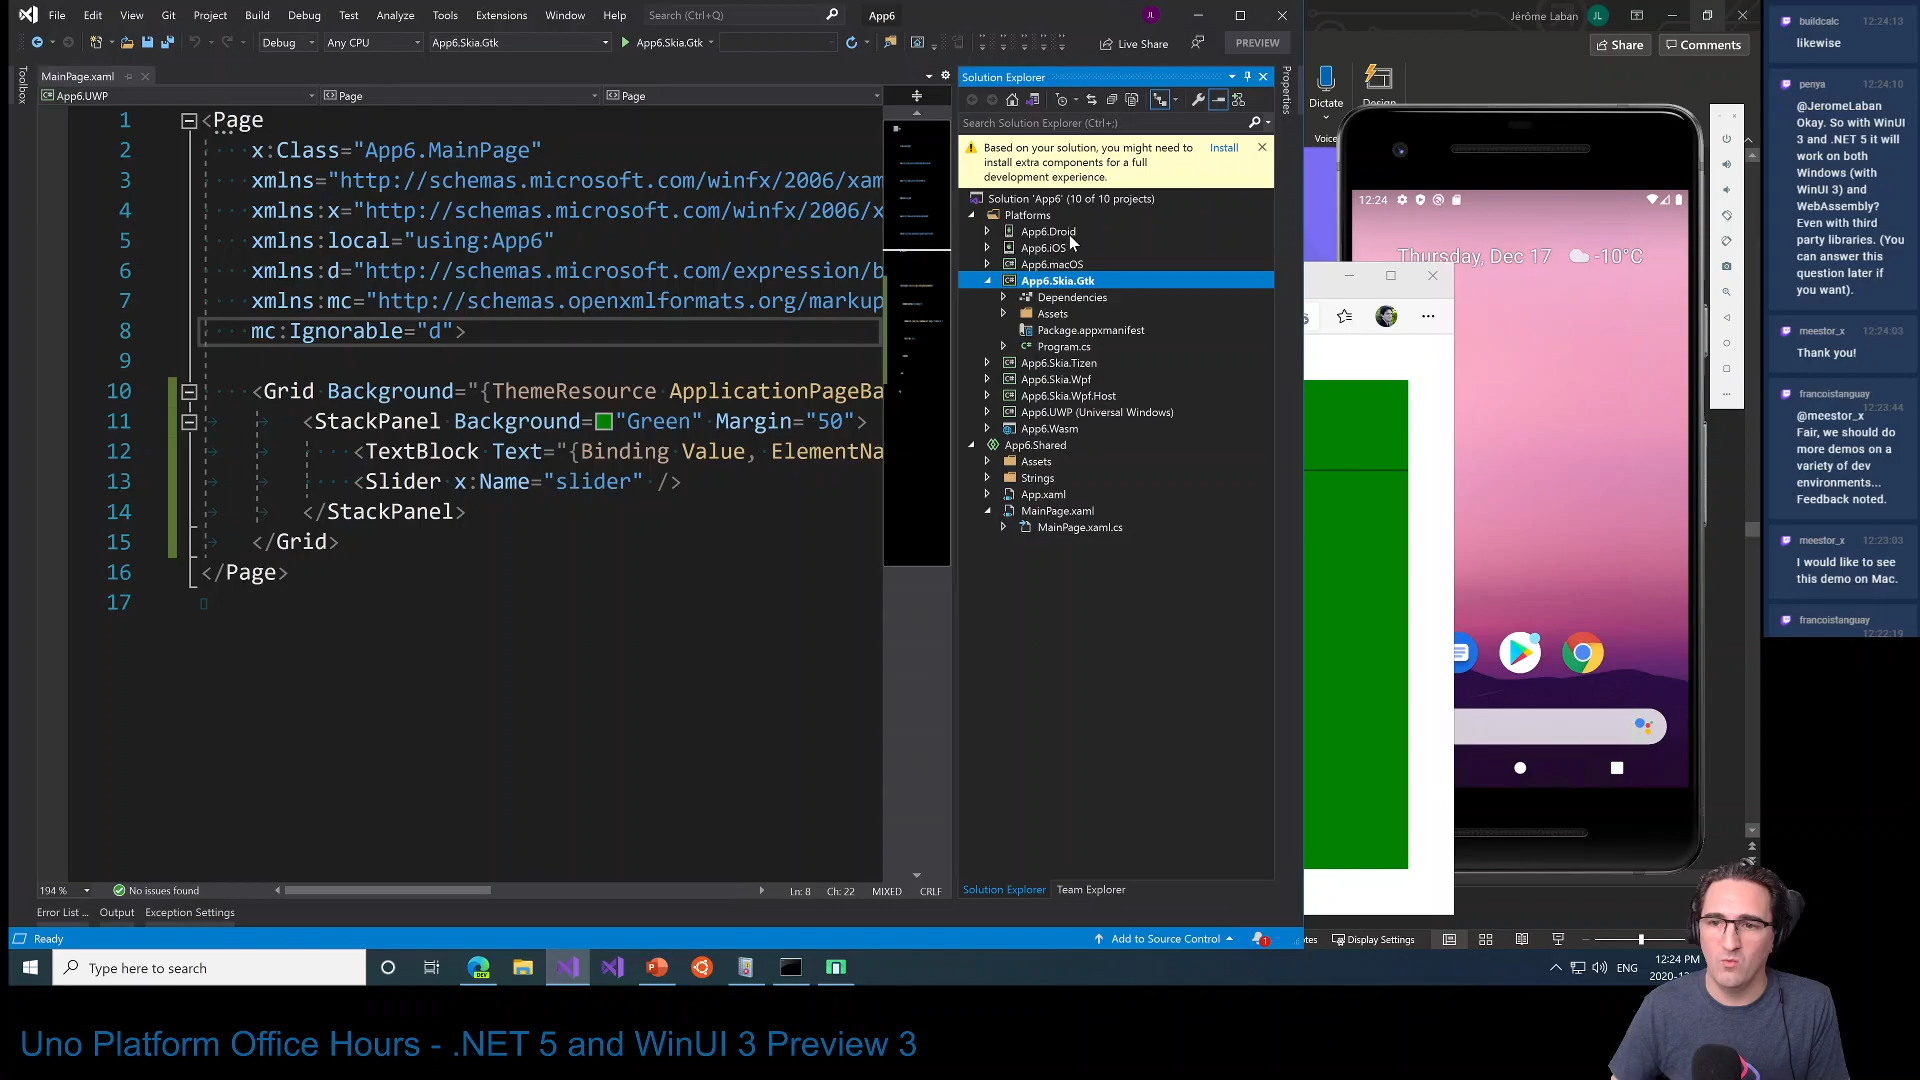 File Edit View Git Project Build Debug Test Analyze Tools Extensions Window Help Search (Ctrl+Q) App6 JL
Debug Any CPU App6.Skia.Gtk App6.Skia.Gtk Live Share PREVIEW
Toolbox
MainPage.xaml
App6.UWP Page Page
1 <Page
2 x:Class="App6.MainPage"
3 xmlns="http://schemas.microsoft.com/winfx/2006/xam
4 xmlns:x="http://schemas.microsoft.com/winfx/2006/x
5 xmlns:local="using:App6"
6 xmlns:d="http://schemas.microsoft.com/expression/b
7 xmlns:mc="http://schemas.openxmlformats.org/markup
8 mc:Ignorable="d">
9
10 <Grid Background="{ThemeResource ApplicationPageBa
11 <StackPanel Background="Green" Margin="50">
12 <TextBlock Text="{Binding Value, ElementNa
13 <Slider x:Name="slider" />
14 </StackPanel>
15 </Grid>
16 </Page>
17
194 % No issues found Ln: 8 Ch: 22 MIXED CRLF
Error List ... Output Exception Settings
Ready Add to Source Control 1
Solution Explorer
Properties
Search Solution Explorer (Ctrl+;)
Based on your solution, you might need to
install extra components for a full
development experience.
Install
Solution 'App6' (10 of 10 projects)
Platforms
App6.Droid
App6.iOS
App6.macOS
App6.Skia.Gtk
Dependencies
Assets
Package.appxmanifest
Program.cs
App6.Skia.Tizen
App6.Skia.Wpf
App6.Skia.Wpf.Host
App6.UWP (Universal Windows)
App6.Wasm
App6.Shared
Assets
Strings
App.xaml
MainPage.xaml
MainPage.xaml.cs
Solution Explorer Team Explorer
Jérôme Laban JL
Share Comments
Dictate
Voic
12:24
Thursday, Dec 17 -10°C
Display Settings
Type here to search
DEV
ENG
12:24 PM
buildcalc 12:24:13
likewise
penya 12:24:10
@JeromeLaban
Okay. So with WinUI
3 and .NET 5 it will
work on both
Windows (with
WinUI 3) and
WebAssembly?
Even with third
party libraries. (You
can answer this
question later if
you want).
meestor_x 12:24:03
Thank you!
francoistanguay
12:23:44
@meestor_x
Fair, we should do
more demos on a
variety of dev
environments...
Feedback noted.
meestor_x 12:23:03
I would like to see
this demo on Mac.
francoistanguay
12:22:19
Uno Platform Office Hours - .NET 5 and WinUI 3 Preview 3